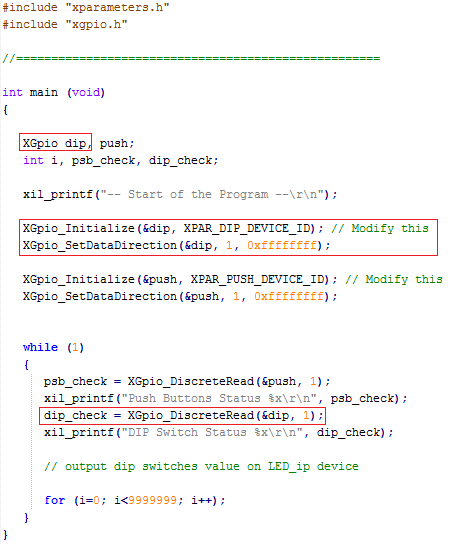 #include "xparameters.h"
#include "xgpio.h"
//====================================================
int main (void)
{
XGpio dip, push;
int i, psb_check, dip_check;
xil_printf("-- Start of the Program --\r\n");
XGpio_Initialize(&dip, XPAR_DIP_DEVICE_ID); // Modify this
XGpio_SetDataDirection(&dip, 1, 0xffffffff);
XGpio_Initialize(&push, XPAR_PUSH_DEVICE_ID); // Modify this
XGpio_SetDataDirection(&push, 1, 0xffffffff);
while (1)
{
psb_check = XGpio_DiscreteRead(&push, 1);
xil_printf("Push Buttons Status %x\r\n", psb_check);
dip_check = XGpio_DiscreteRead(&dip, 1);
xil_printf("DIP Switch Status %x\r\n", dip_check);
// output dip switches value on LED_ip device
for (i=0; i<9999999; i++);
}
}